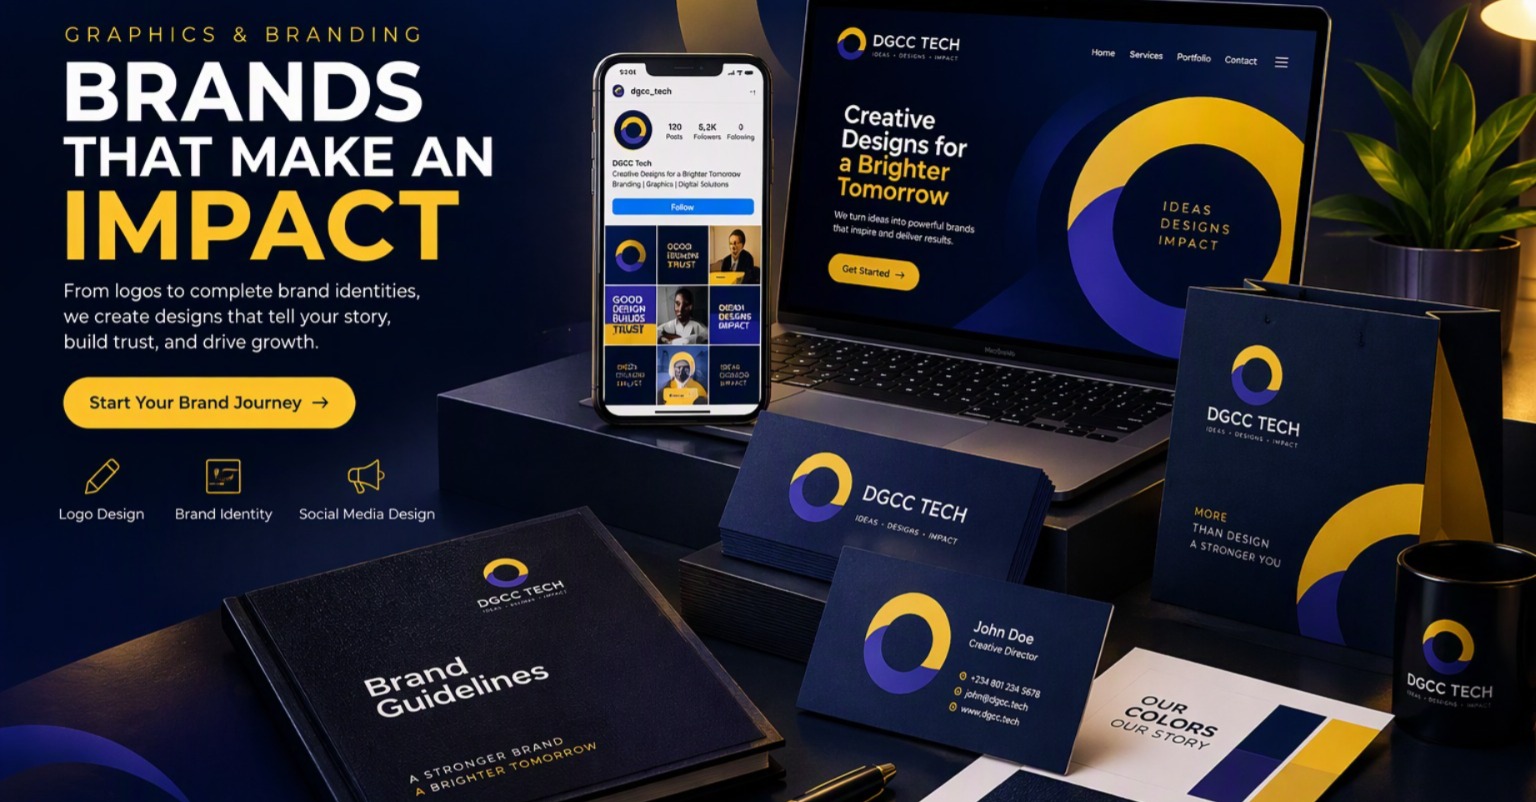 GRAPHICS & BRANDING
BRANDS
THAT MAKE AN
IMPACT
From logos to complete brand identities,
we create designs that tell your story,
build trust, and drive growth.
Start Your Brand Journey →
Logo Design
Brand Identity
Social Media Design
dgcc_tech
120
Posts
5,2K
Followers
0
DGCC Tech
Creative Designs for a Brighter Tomorrow
Branding | Graphics | Digital Solutions
Follow
GOOD
TRUST
GOOD
BUILDS
TRUST
IMPACT
DGCC TECH
IDEAS • DESIGNS • IMPACT
Home
Services
Portfolio
Contact
Creative
Designs for
a Brighter
Tomorrow
We turn ideas into powerful brands
that inspire and deliver results.
Get Started →
IDEAS
DESIGNS
IMPACT
DGCC TECH
IDEAS • DESIGNS • IMPACT
MORE
THAN DESIGN
A STRONGER YOU
DGCC TECH
IDEAS • DESIGNS • IMPACT
DGCC TECH
Brand
Guidelines
A STRONGER BRAND
A BRIGHTER TOMORROW
John Doe
Creative Director
+234 801 234 5678
john@dgcc.tech
www.dgcc.tech
OUR
COLORS
OUR STORY
DGCC TECH
IDEAS • DESIGNS • IMPACT